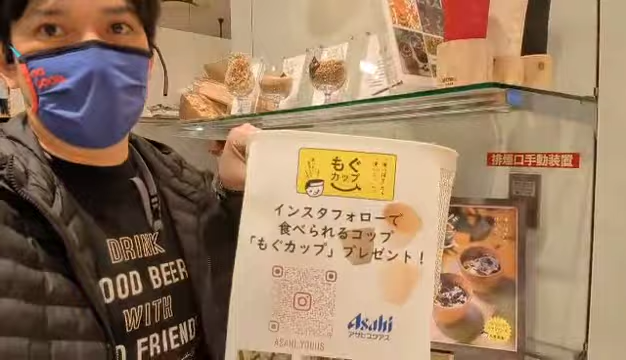 もぐ
カップ
インスタフォローで
食べられるコップ
「もぐカップ」プレゼント！
Asahi
アサヒユウアス
ASAHI_YOUUS
排煙口手動装置
DRINK
OOD BEER
WITH
D FRIEND